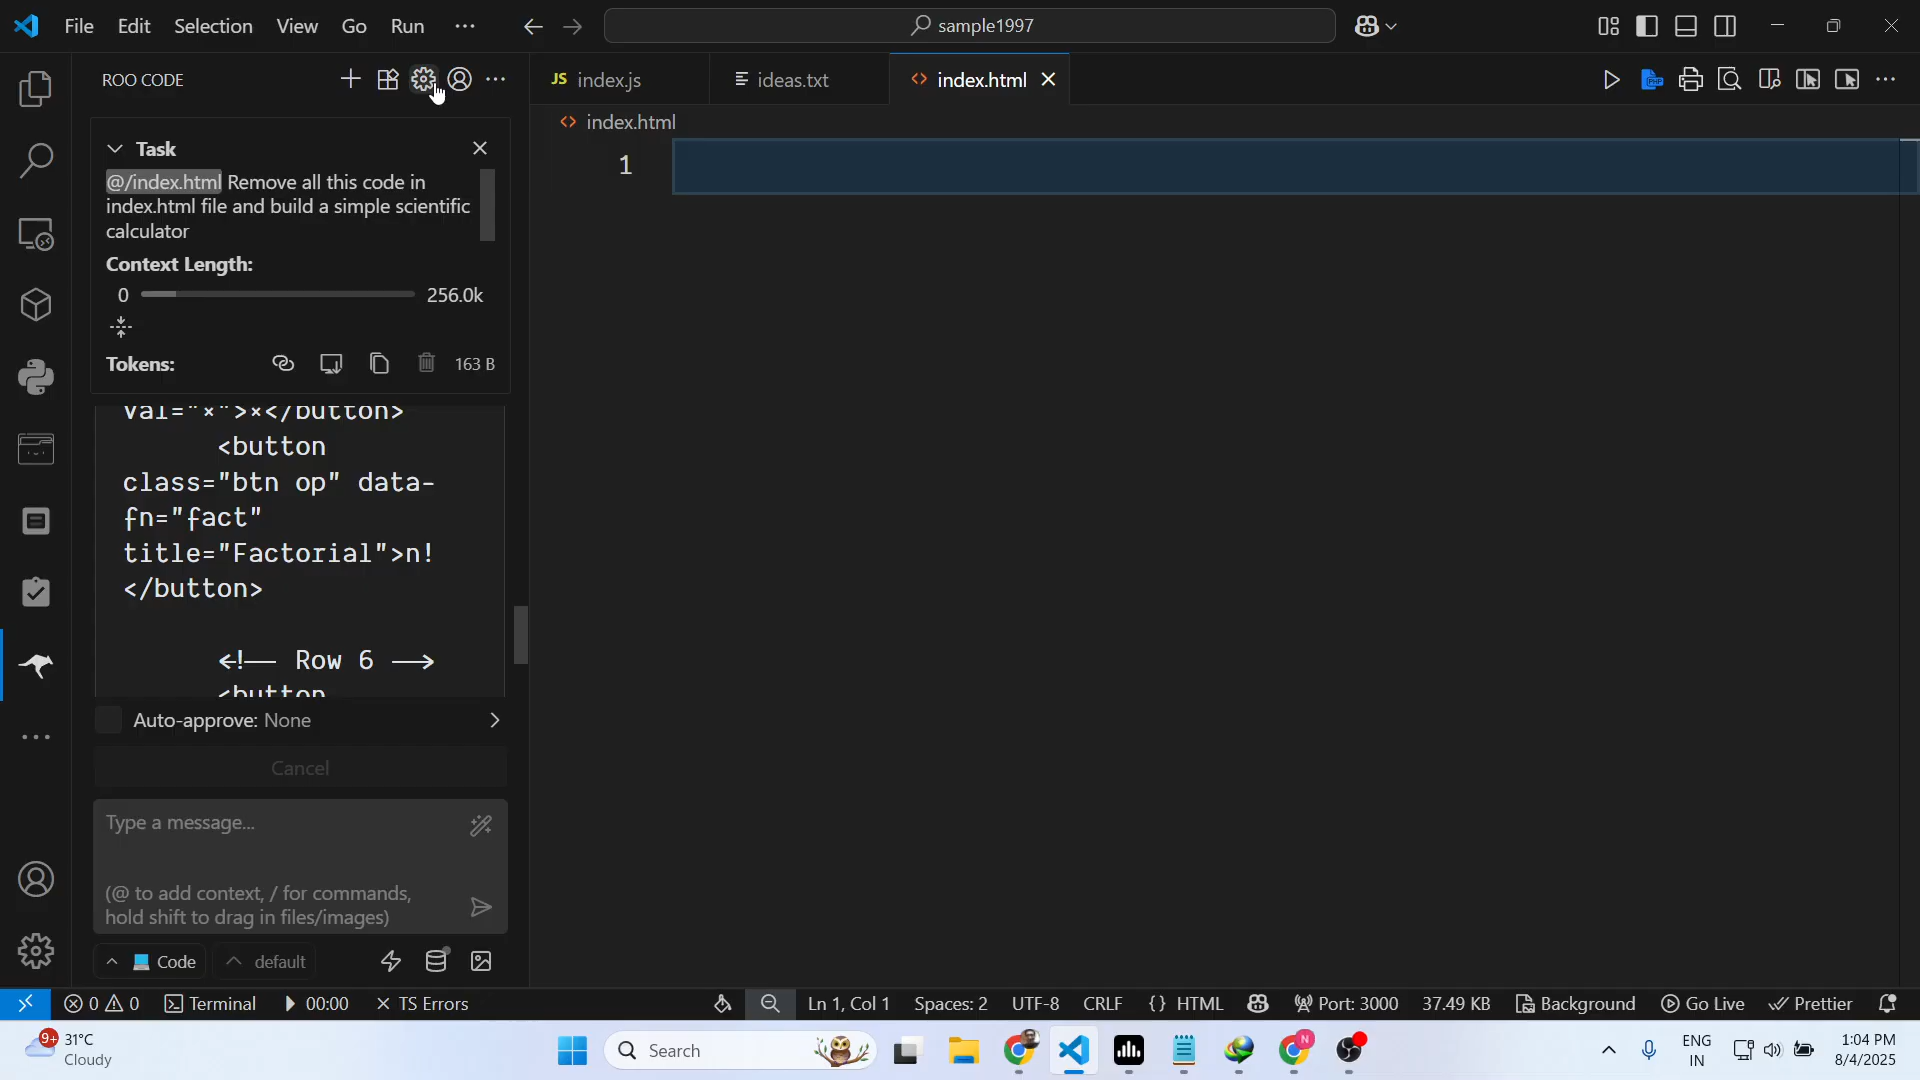 File Edit Selection View Go Run ···
sample1997
ROO CODE
JS index.js
ideas.txt
<> index.html
<> index.html
1
Task
@/index.html Remove all this code in
index.html file and build a simple scientific
calculator
Context Length:
0 256.0k
Tokens: 163 B
val="×">×</button>
<button
class="btn op" data-
fn="fact"
title="Factorial">n!
</button>
<!-- Row 6 -->
<button
Auto-approve: None
Cancel
Type a message...
(@ to add context, / for commands,
hold shift to drag in files/images)
Code
default
0 0
Terminal
00:00
TS Errors
Ln 1, Col 1
Spaces: 2
UTF-8
CRLF
{} HTML
Port: 3000
37.49 KB
Background
Go Live
Prettier
9+ 31°C
Cloudy
Search
N
ENG
IN
1:04 PM
8/4/2025